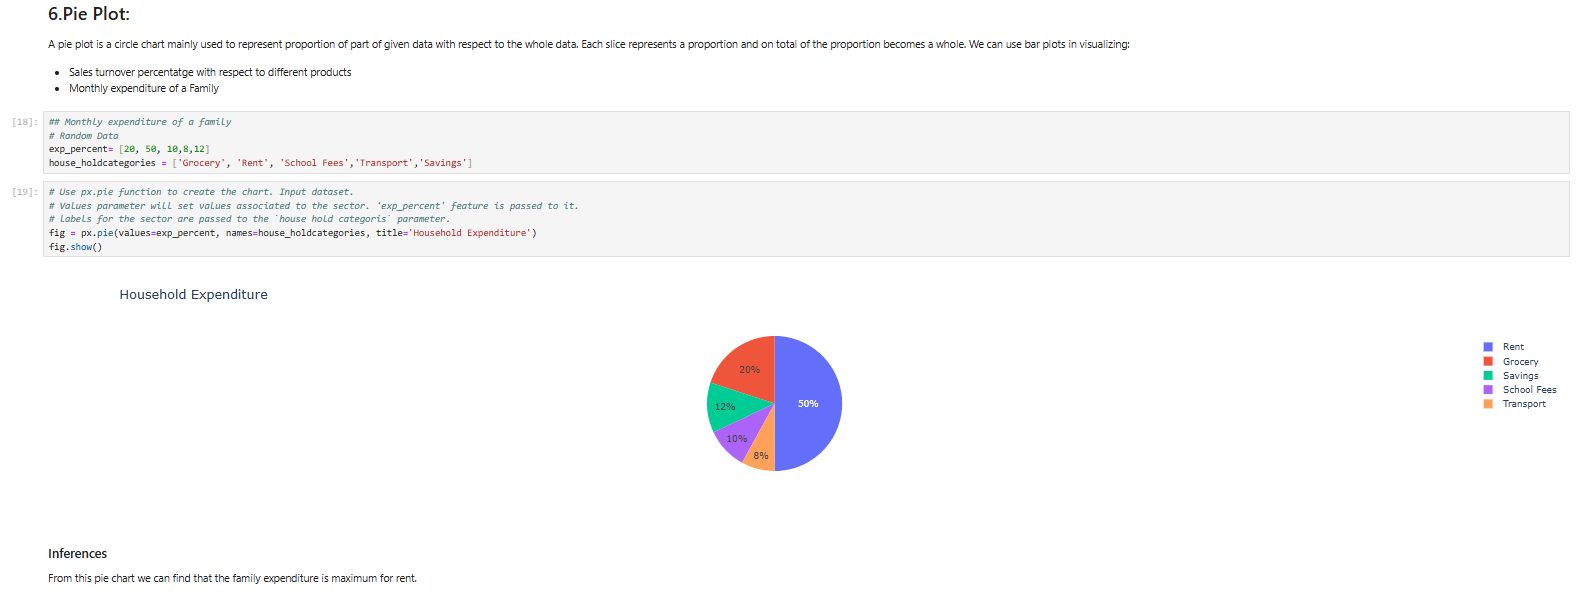 6.Pie Plot:
A pie plot is a circle chart mainly used to represent proportion of part of given data with respect to the whole data. Each slice represents a proportion and on total of the proportion becomes a whole. We can use bar plots in visualizing:
• Sales turnover percentatge with respect to different products
• Monthly expenditure of a Family
[18]: ## Monthly expenditure of a family
# Random Data
exp_percent= [20, 50, 10,8,12]
house_holdcategories = ['Grocery', 'Rent', 'School Fees','Transport','Savings']
[19]: # Use px.pie function to create the chart. Input dataset.
# Values parameter will set values associated to the sector. 'exp_percent' feature is passed to it.
# labels for the sector are passed to the `house hold categoris` parameter.
fig = px.pie(values=exp_percent, names=house_holdcategories, title='Household Expenditure')
fig.show()
Household Expenditure
20%
12%
50%
10%
8%
Rent
Grocery
Savings
School Fees
Transport
Inferences
From this pie chart we can find that the family expenditure is maximum for rent.